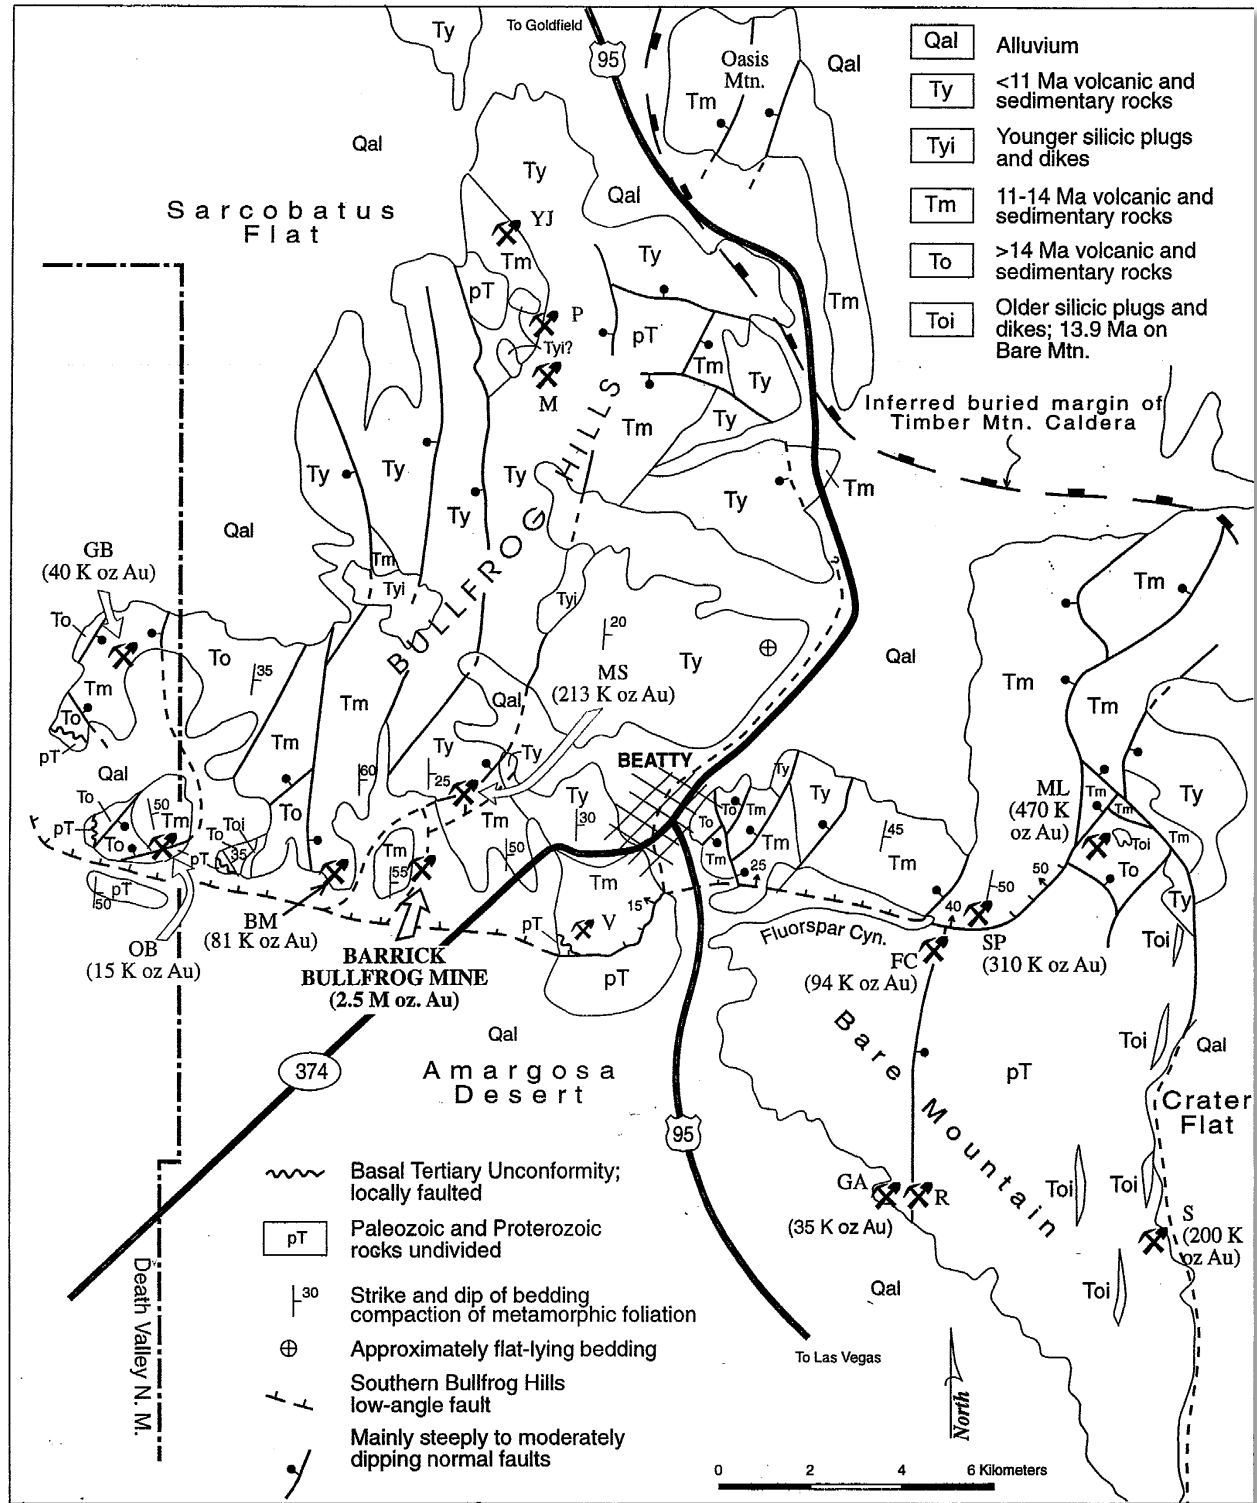 Ty
To Goldfield
95
Oasis
Mtn.
Qal
Tm
Qal
Alluvium
Ty
<11 Ma volcanic and
sedimentary rocks
Tyi
Younger silicic plugs
and dikes
Tm
11-14 Ma volcanic and
sedimentary rocks
To
>14 Ma volcanic and
sedimentary rocks
Toi
Older silicic plugs and
dikes; 13.9 Ma on
Bare Mtn.
Qal
Ty
Qal
Sarcobatus
Flat
YJ
Tm
Ty
pT
P
Tyi?
M
pT
Tm
Tm
Ty
Tm
Ty
Inferred buried margin of
Timber Mtn. Caldera
BULLFROG HILLS
Ty
Ty
Ty
Ty
Ty
Tm
Qal
GB
(40 K oz Au)
Tm
Tyi
Tyi
20
Ty
Qal
Tm
To
To
35
Tm
To
pT
Tm
Qal
MS
(213 K oz Au)
Tm
Tm
Qal
Tm
60
Ty
25
Ty
BEATTY
Ty
30
Ty
Ty
To
Tm
To
Tm
Tm
45
Tm
25
ML
(470 K
oz Au)
Tm
Tm
Ty
Tm
Toi
To
Ty
To
50
Tm
pT
To
To
Toi
pT
35
To
Tm
55
Tm
50
Tm
15
V
pT
pT
pT
50
OB
(15 K oz Au)
BM
(81 K oz Au)
BARRICK
BULLFROG MINE
(2.5 M oz. Au)
Fluorspar Cyn.
40
50
50
SP
(310 K oz Au)
FC
(94 K oz Au)
Toi
Qal
374
Amargosa
Desert
Bare Mountain
pT
Toi
Qal
Crater
Flat
95
GA
R
(35 K oz Au)
Toi
Toi
S
(200 K
oz Au)
Toi
Qal
To Las Vegas
Death Valley N. M.
Basal Tertiary Unconformity;
locally faulted
pT
Paleozoic and Proterozoic
rocks undivided
30
Strike and dip of bedding
compaction of metamorphic foliation
Approximately flat-lying bedding
Southern Bullfrog Hills
low-angle fault
Mainly steeply to moderately
dipping normal faults
North
0 2 4 6 Kilometers